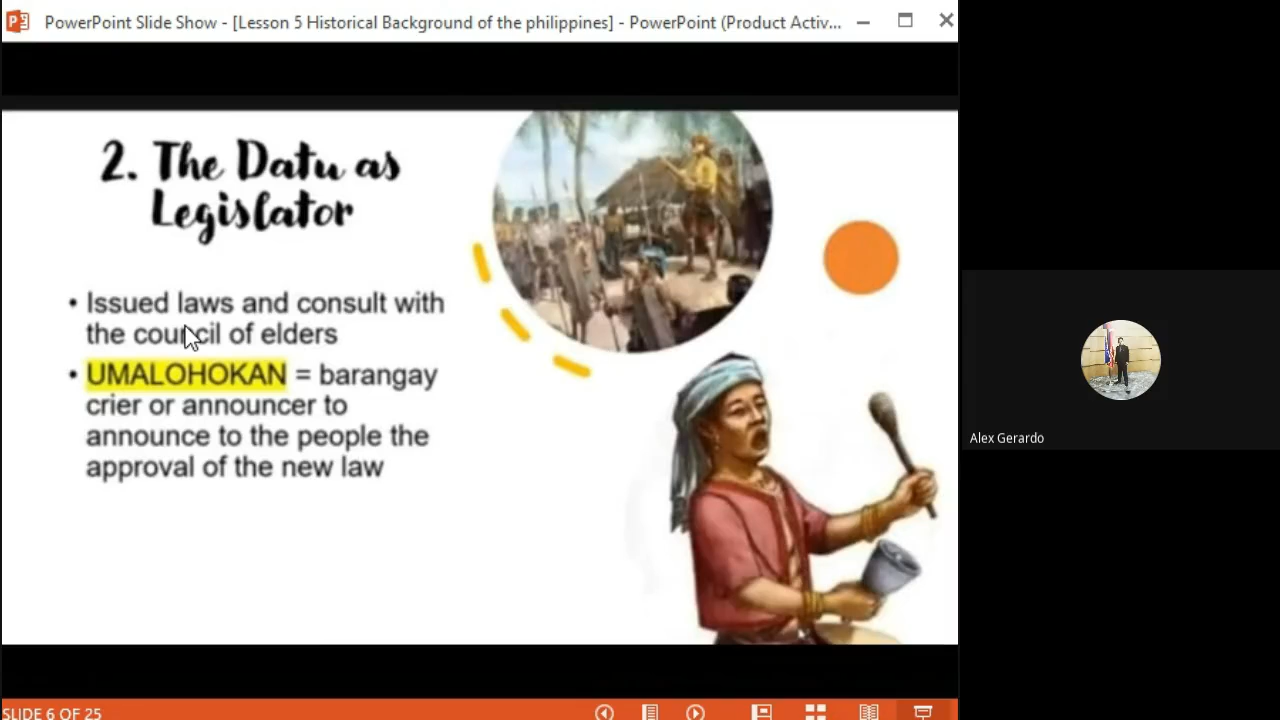 PowerPoint Slide Show - [Lesson 5 Historical Background of the philippines] - PowerPoint (Product Activ...
2. The Datu as
Legislator
• Issued laws and consult with
the council of elders
• UMALOHOKAN = barangay
crier or announcer to
announce to the people the
approval of the new law
Alex Gerardo
SLIDE 6 OF 25